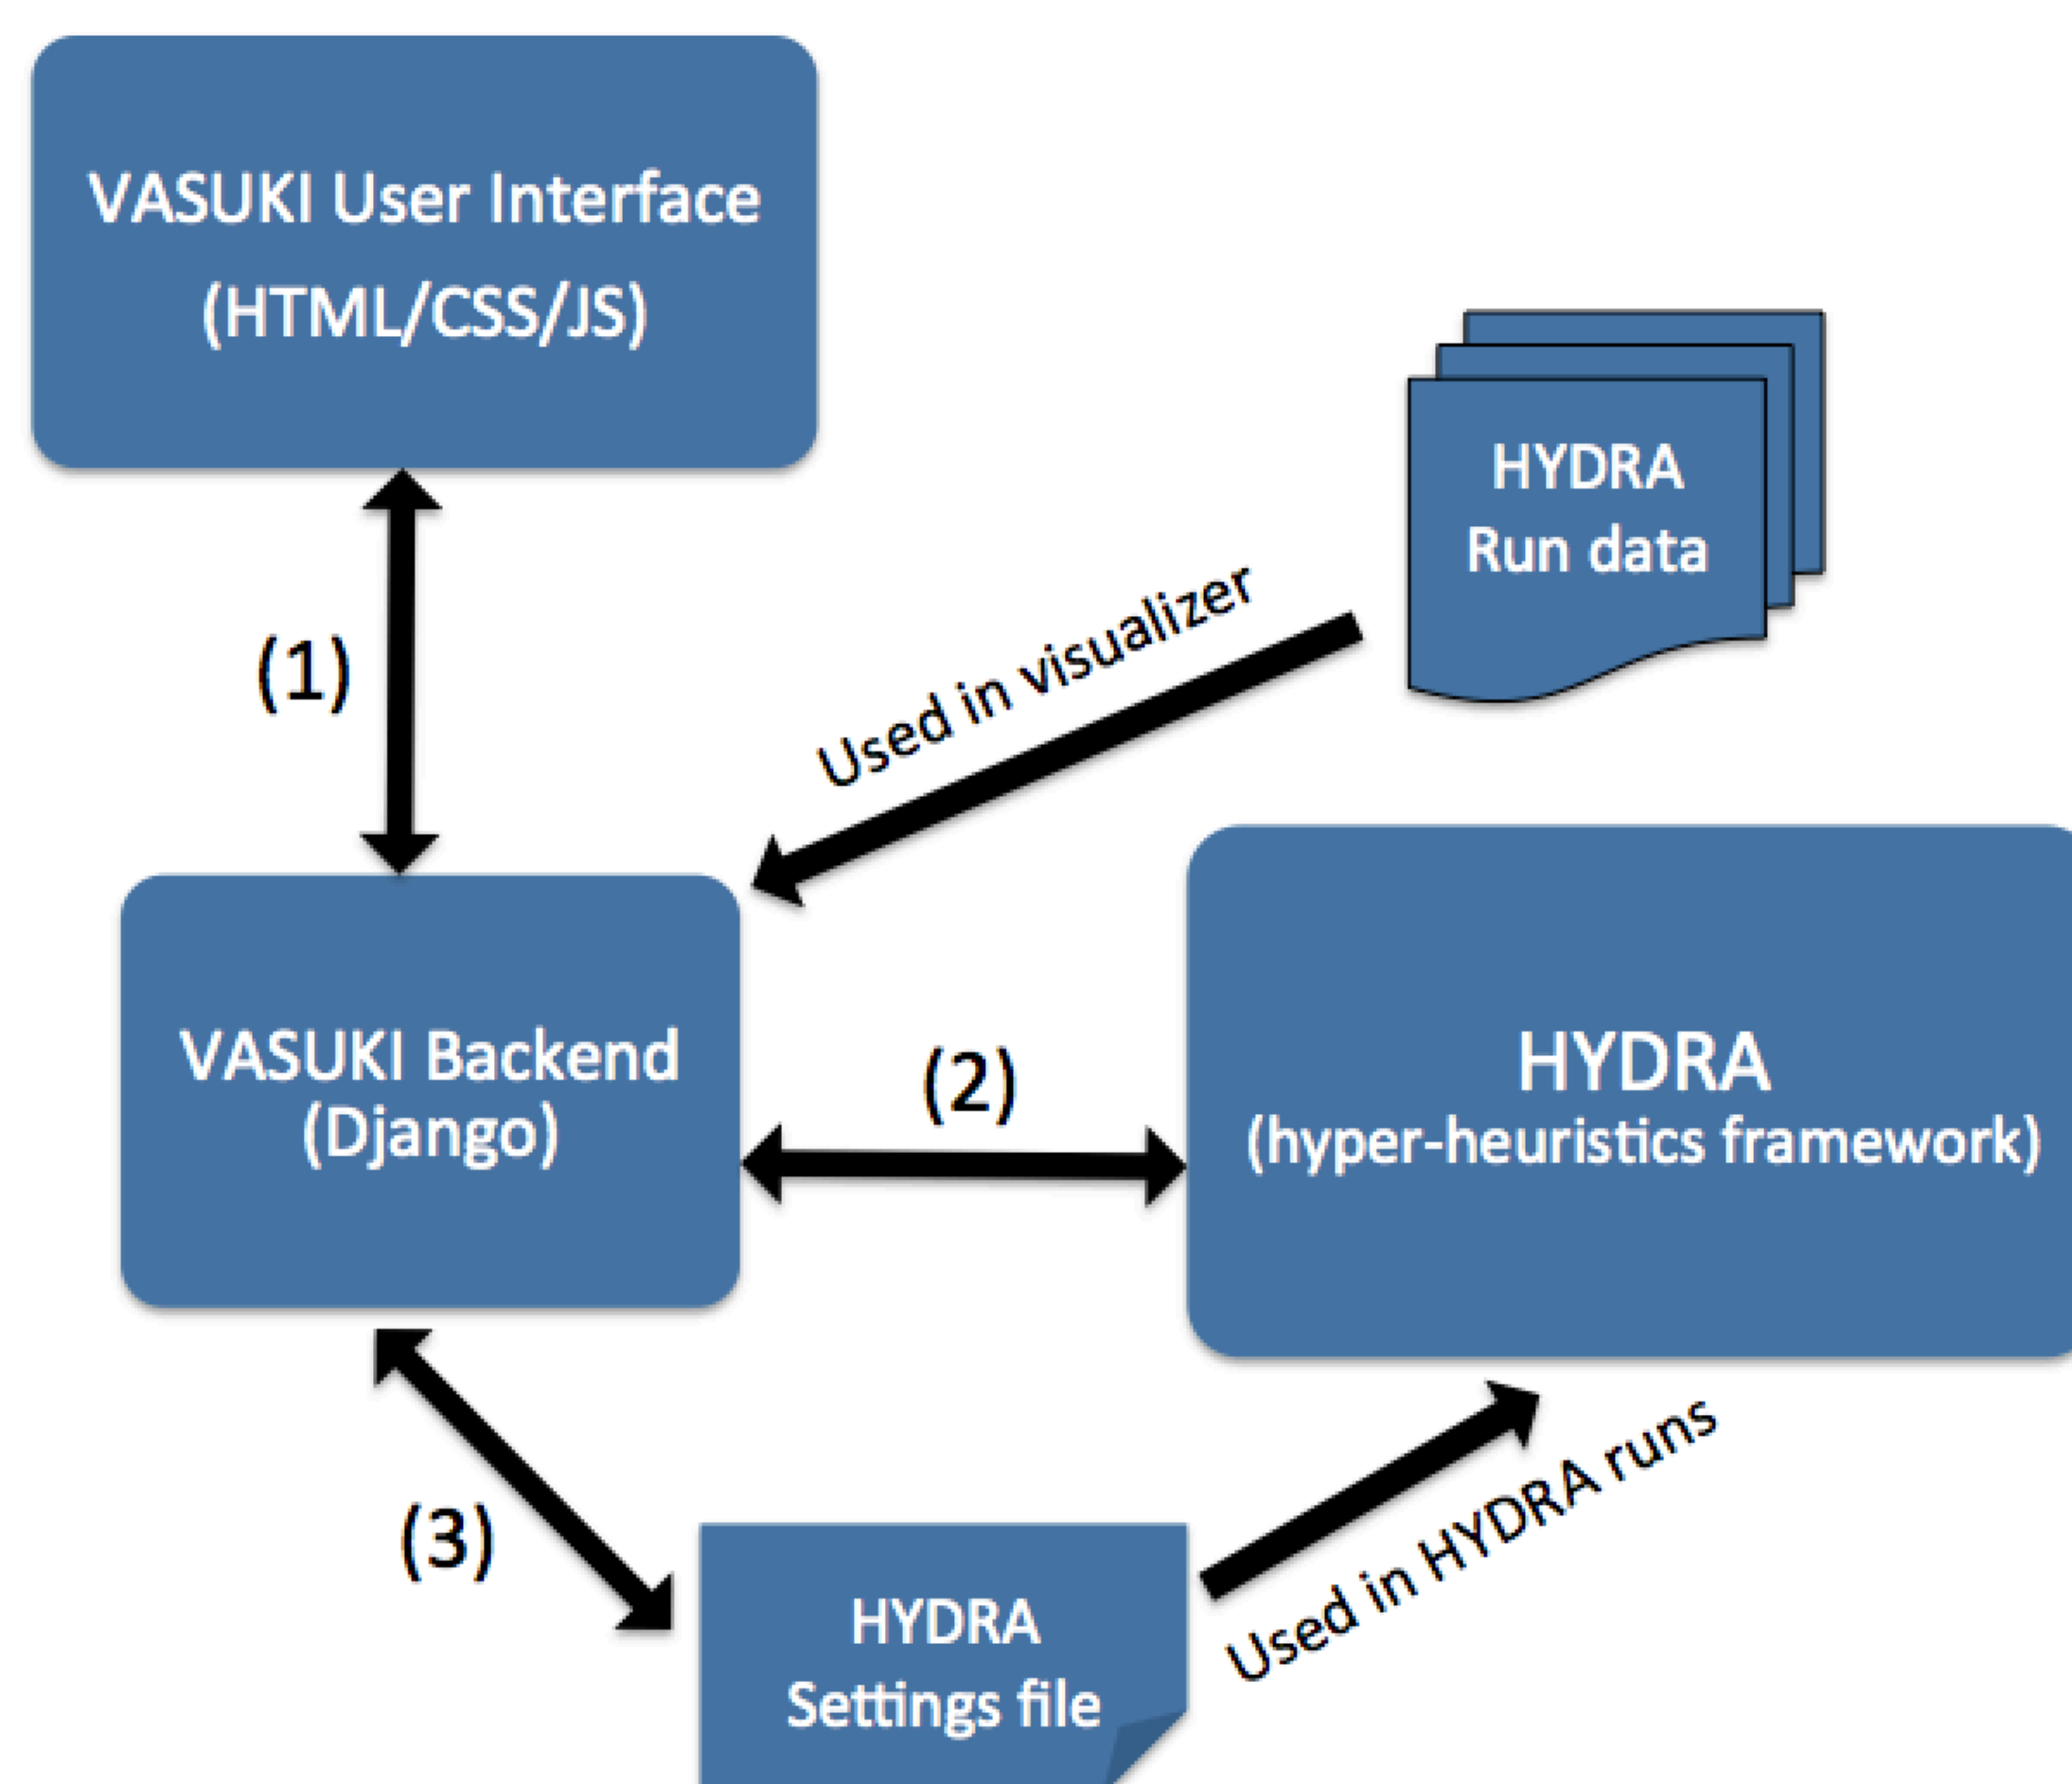 VASUKI User Interface
(HTML/CSS/JS)
HYDRA
Run data
(1)
Used in visualizer
VASUKI Backend
(Django)
(2)
HYDRA
(hyper-heuristics framework)
(3)
Used in HYDRA runs
HYDRA
Settings file